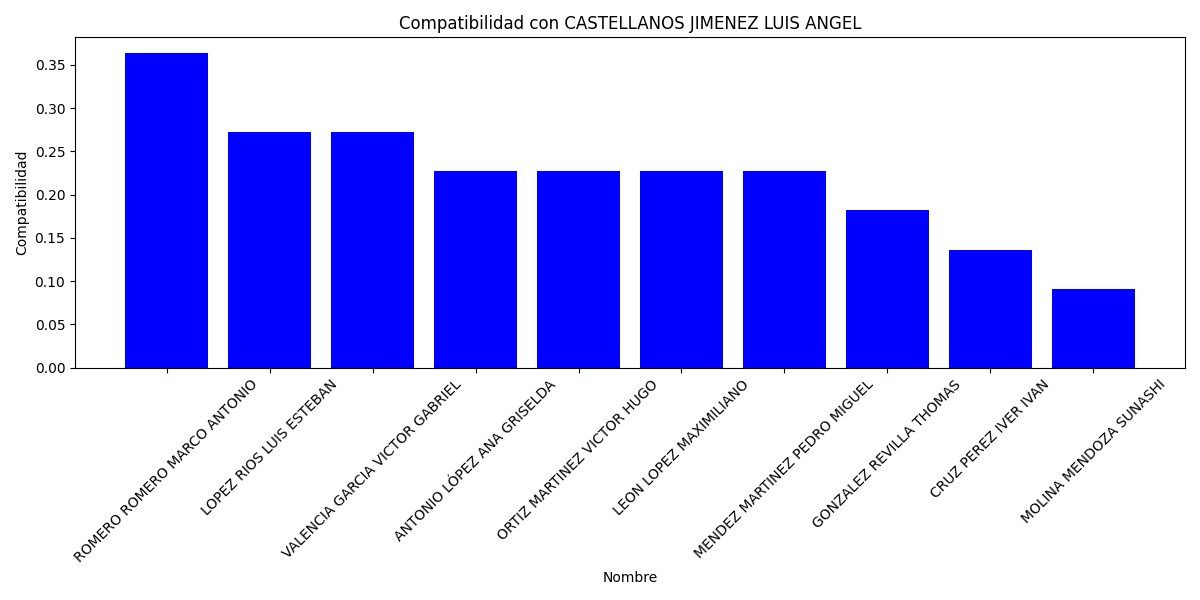 Compatibilidad con CASTELLANOS JIMENEZ LUIS ANGEL
Compatibilidad
0.35
0.30
0.25
0.20
0.15
0.10
0.05
0.00
ROMERO ROMERO MARCO ANTONIO
LOPEZ RIOS LUIS ESTEBAN
VALENCIA GARCIA VICTOR GABRIEL
ANTONIO LÓPEZ ANA GRISELDA
ORTIZ MARTINEZ VICTOR HUGO
LEON LOPEZ MAXIMILIANO
MENDEZ MARTINEZ PEDRO MIGUEL
GONZALEZ REVILLA THOMAS
CRUZ PEREZ IVER IVAN
MOLINA MENDOZA SUNASHI
Nombre